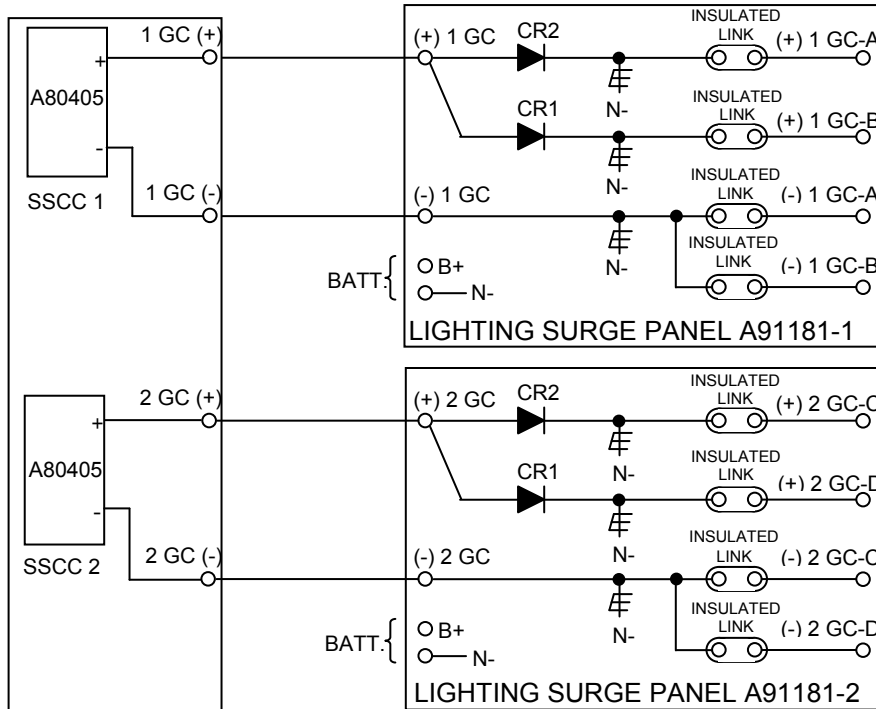 1 GC (+)
+
A80405
-
SSCC 1
1 GC (-)
(+) 1 GC
CR2
N-
INSULATED
LINK
(+) 1 GC-A
CR1
N-
INSULATED
LINK
(+) 1 GC-B
(-) 1 GC
N-
INSULATED
LINK
(-) 1 GC-A
INSULATED
LINK
(-) 1 GC-B
BATT.
B+
N-
LIGHTING SURGE PANEL A91181-1
2 GC (+)
+
A80405
-
SSCC 2
2 GC (-)
(+) 2 GC
CR2
N-
INSULATED
LINK
(+) 2 GC-C
CR1
N-
INSULATED
LINK
(+) 2 GC-D
(-) 2 GC
N-
INSULATED
LINK
(-) 2 GC-C
INSULATED
LINK
(-) 2 GC-D
BATT.
B+
N-
LIGHTING SURGE PANEL A91181-2